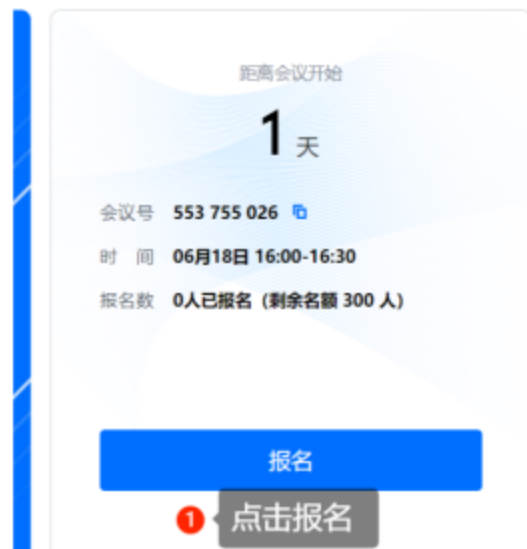 距离会议开始
1 天
会议号 553 755 026
时 间 06月18日 16:00-16:30
报名数 0人已报名（剩余名额 300 人）
报名
1 点击报名